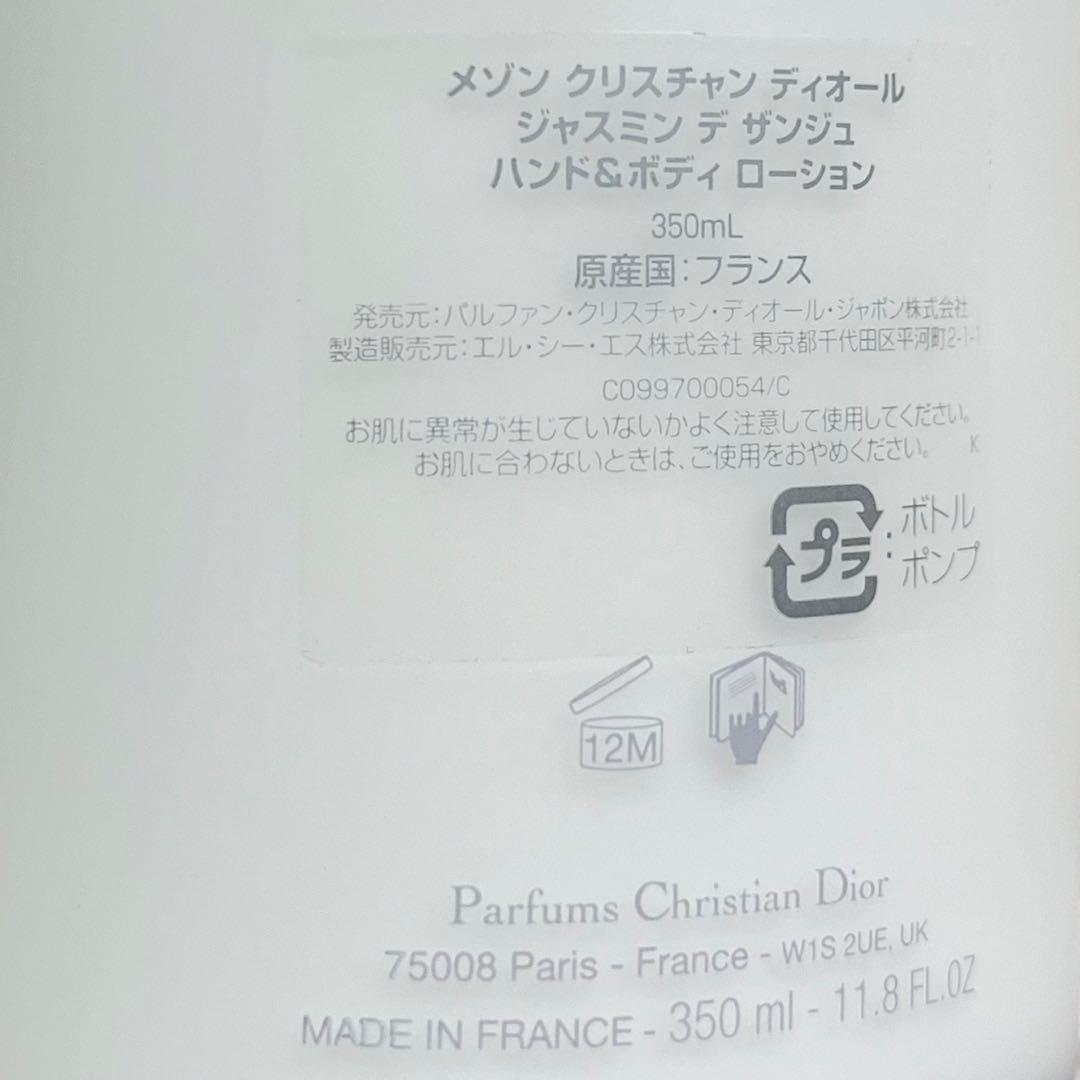 メゾン クリスチャン ディオール
ジャスミン デ ザンジュ
ハンド&ボディ ローション
350mL
原産国:フランス
発売元:パルファン・クリスチャン・ディオール・ジャポン株式会社
製造販売元:エル・シー・エス株式会社 東京都千代田区平河町2-1-1
C099700054/C
お肌に異常が生じていないかよく注意して使用してください。
お肌に合わないときは、ご使用をおやめください。 K
プラ : ボトル
ポンプ
12M
Parfums Christian Dior
75008 Paris - France - W1S 2UE, UK
MADE IN FRANCE - 350 ml - 11.8 FL.OZ